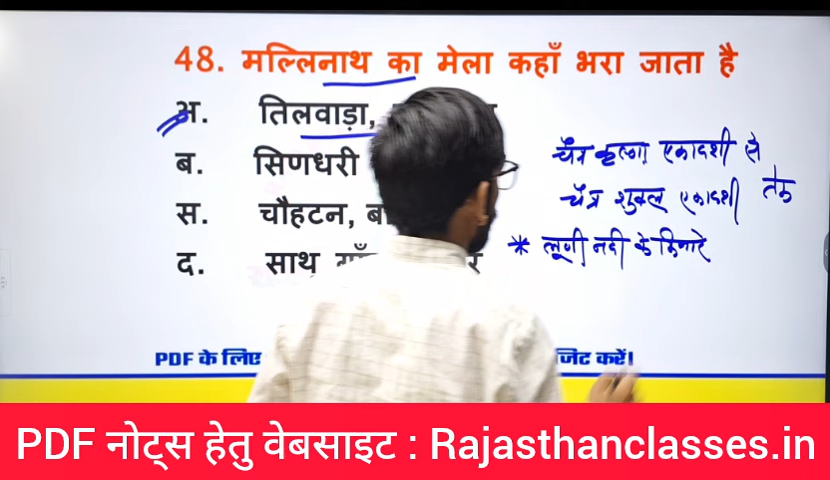 48. मल्लिनाथ का मेला कहाँ भरा जाता है
अ. तिलवाड़ा,
ब. सिणधरी
स. चौहटन,
द. साथ
चैत्र कृष्णा एकादशी से
चैत्र शुक्ल एकादशी तक
* लूणी नदी के किनारे
PDF के लिए
करें।
PDF नोट्स हेतु वेबसाइट : Rajasthanclasses.in